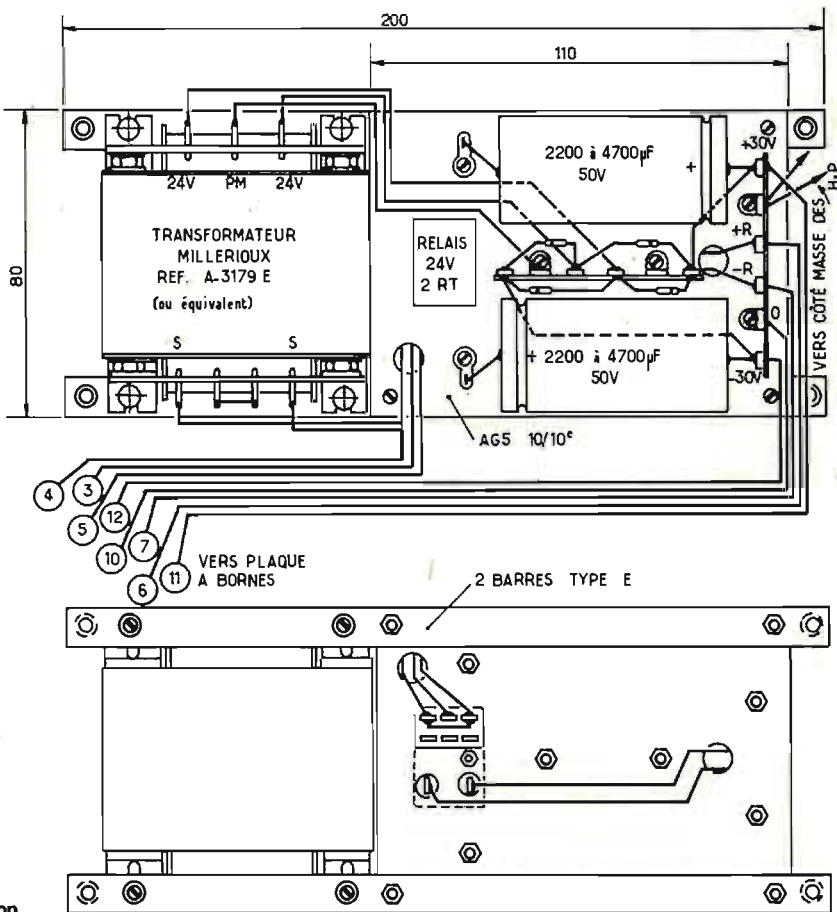 200
110
80
24V PM 24V
TRANSFORMATEUR
MILLERIOUX
REF. A-3179 E
(ou équivalent)
S S
RELAIS
24V
2 RT
2200 à 4700µF
50V
+
+ 2200 à 4700µF
50V
+30V
+R
-R
0
-30V
H.P
VERS CÔTÉ MASSE DES
AG5 10/10e
4
3
5
12
10
7
6
11
VERS PLAQUE
A BORNES
2 BARRES TYPE E